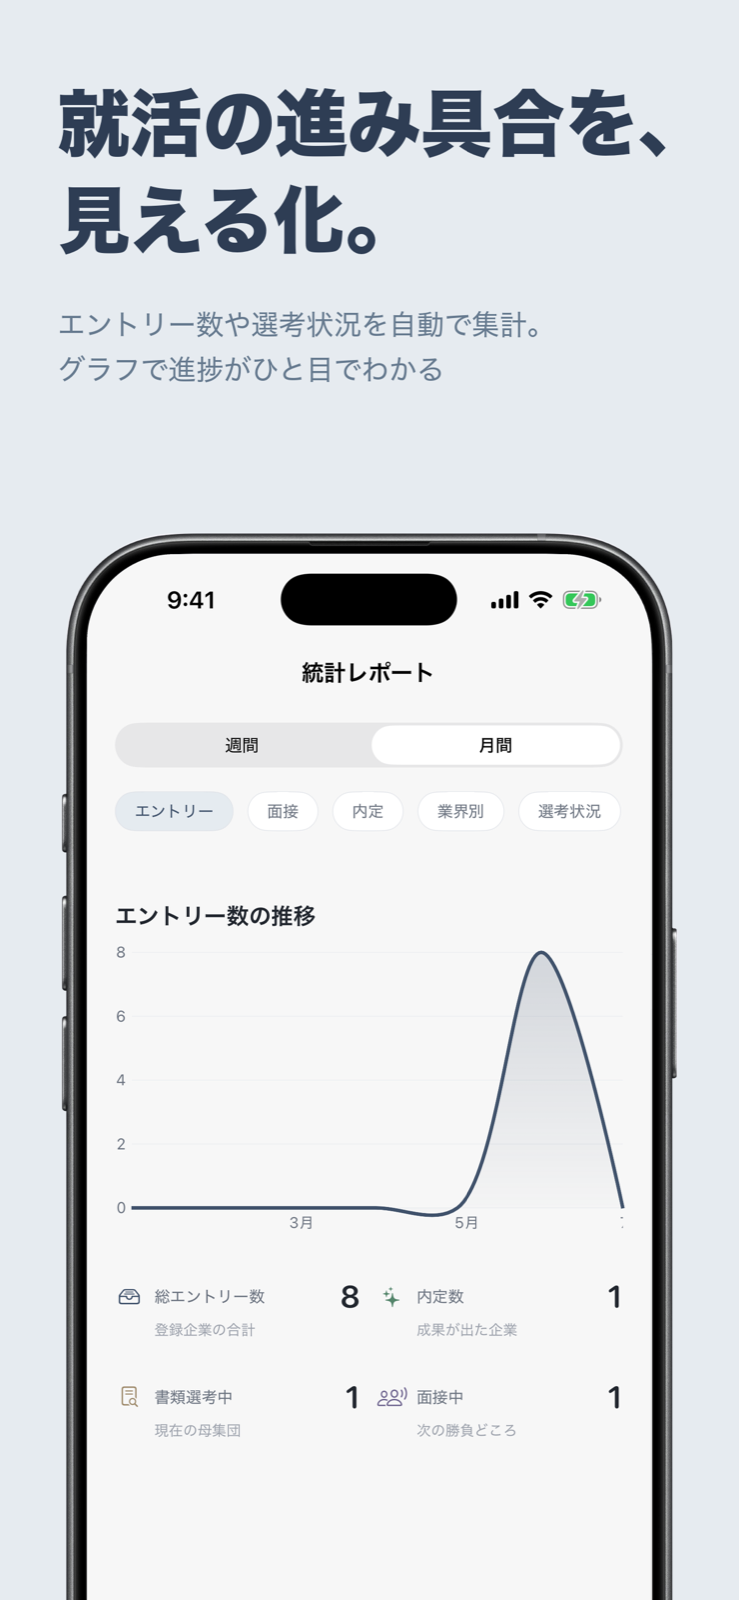 就活の進み具合を、
見える化。
エントリー数や選考状況を自動で集計。
グラフで進捗がひと目でわかる
9:41
統計レポート
週間 月間
エントリー 面接 内定 業界別 選考状況
エントリー数の推移
8
6
4
2
0
3月 5月
総エントリー数 8 内定数 1
登録企業の合計 成果が出た企業
書類選考中 1 面接中 1
現在の母集団 次の勝負どころ